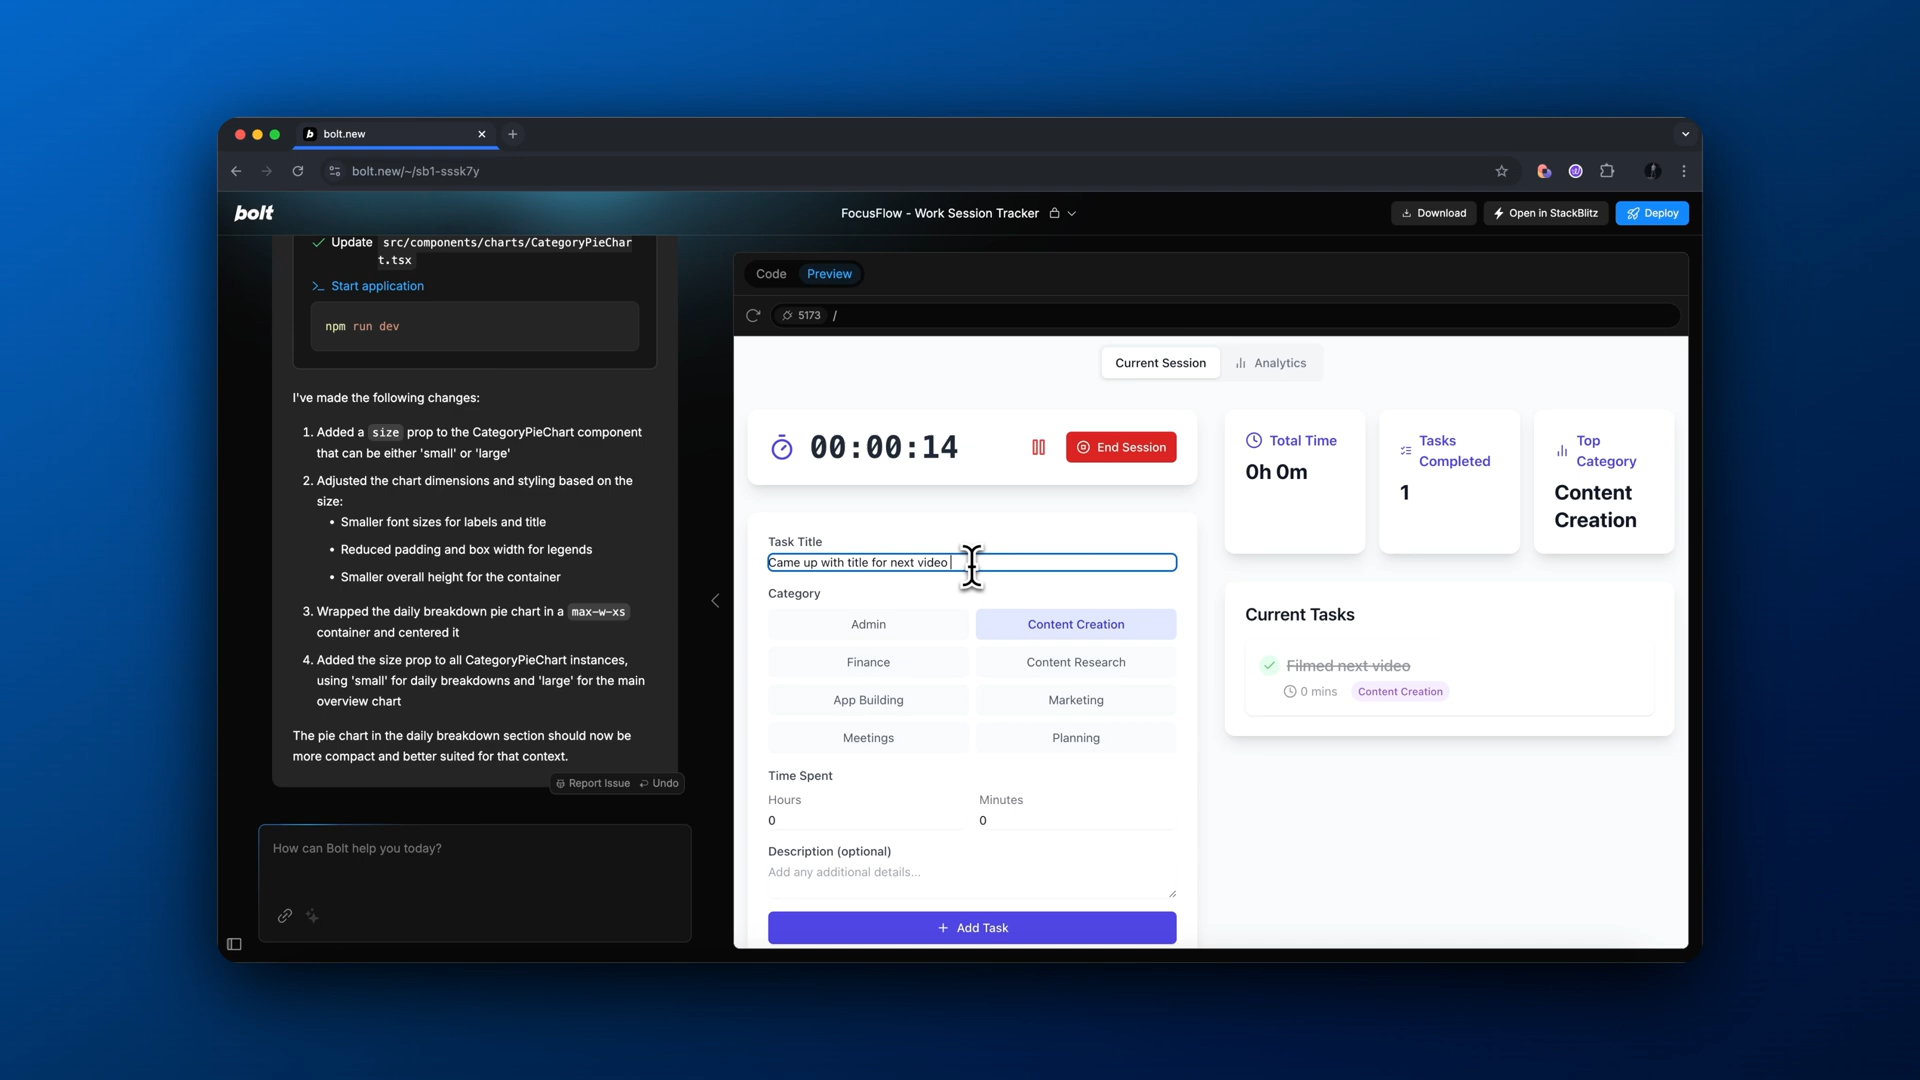 bolt.new
bolt.new/~/sb1-sssk7y
bolt
FocusFlow - Work Session Tracker
Download
Open in StackBlitz
Deploy
Update src/components/charts/CategoryPieChar
t.tsx
Start application
npm run dev
I've made the following changes:
1. Added a size prop to the CategoryPieChart component
that can be either 'small' or 'large'
2. Adjusted the chart dimensions and styling based on the
size:
• Smaller font sizes for labels and title
• Reduced padding and box width for legends
• Smaller overall height for the container
3. Wrapped the daily breakdown pie chart in a max-w-xs
container and centered it
4. Added the size prop to all CategoryPieChart instances,
using 'small' for daily breakdowns and 'large' for the main
overview chart
The pie chart in the daily breakdown section should now be
more compact and better suited for that context.
Report Issue
Undo
How can Bolt help you today?
Code
Preview
5173 /
Current Session
Analytics
00:00:14
End Session
Task Title
Came up with title for next video
Category
Admin
Content Creation
Finance
Content Research
App Building
Marketing
Meetings
Planning
Time Spent
Hours
Minutes
0
0
Description (optional)
Add any additional details...
+ Add Task
Total Time
0h 0m
Tasks
Completed
1
Top
Category
Content
Creation
Current Tasks
Filmed next video
0 mins
Content Creation